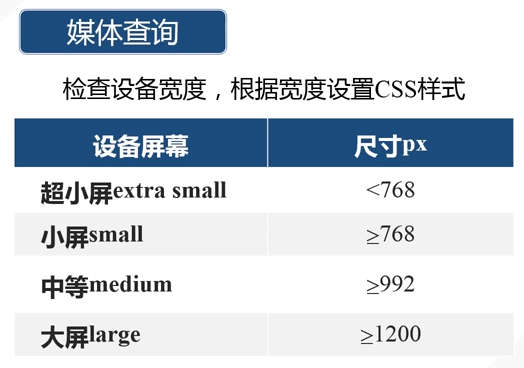 媒体查询
检查设备宽度，根据宽度设置CSS样式
设备屏幕 尺寸px
超小屏extra small <768
小屏small ≥768
中等medium ≥992
大屏large ≥1200